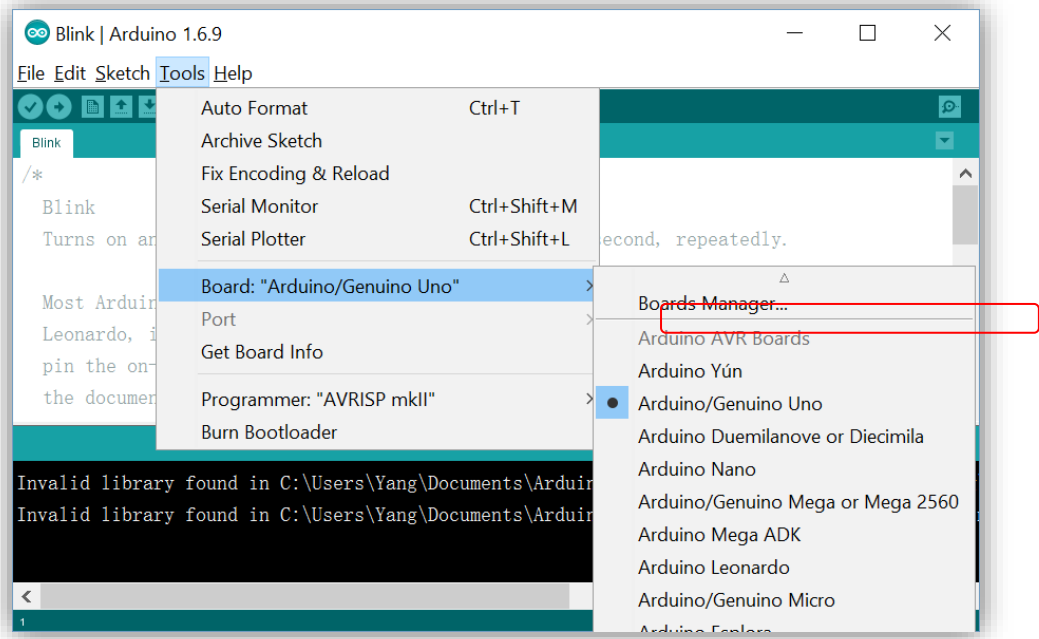 Blink | Arduino 1.6.9
File Edit Sketch Tools Help
Blink
Auto Format Ctrl+T
Archive Sketch
Fix Encoding & Reload
Serial Monitor Ctrl+Shift+M
Serial Plotter Ctrl+Shift+L
Board: "Arduino/Genuino Uno"
Port
Get Board Info
Programmer: "AVRISP mkII"
Burn Bootloader
Boards Manager...
Arduino AVR Boards
Arduino Yún
Arduino/Genuino Uno
Arduino Duemilanove or Diecimila
Arduino Nano
Arduino/Genuino Mega or Mega 2560
Arduino Mega ADK
Arduino Leonardo
Arduino/Genuino Micro
Arduino Esplora
/*
Blink
Turns on an econd, repeatedly.
Most Arduin
Leonardo, i
pin the on-
the documen
Invalid library found in C:\Users\Yang\Documents\Arduin
Invalid library found in C:\Users\Yang\Documents\Arduin
1